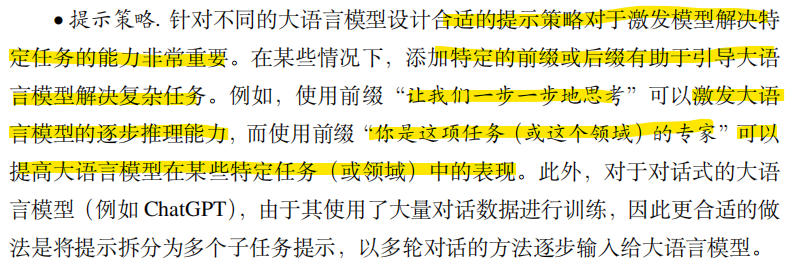 • 提示策略. 针对不同的大语言模型设计合适的提示策略对于激发模型解决特
定任务的能力非常重要。在某些情况下，添加特定的前缀或后缀有助于引导大语
言模型解决复杂任务。例如，使用前缀“让我们一步一步地思考”可以激发大语
言模型的逐步推理能力，而使用前缀“你是这项任务（或这个领域）的专家”可以
提高大语言模型在某些特定任务（或领域）中的表现。此外，对于对话式的大语
言模型（例如 ChatGPT），由于其使用了大量对话数据进行训练，因此更合适的做
法是将提示拆分为多个子任务提示，以多轮对话的方法逐步输入给大语言模型。